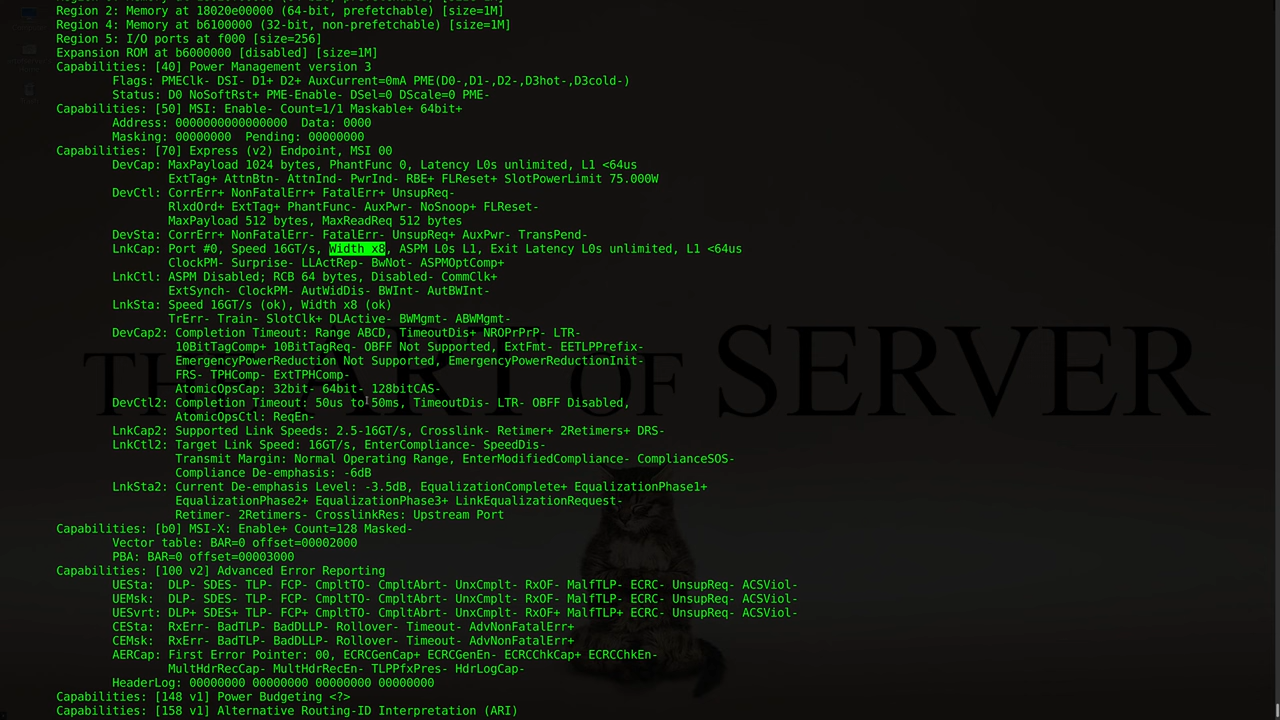 Region 2: Memory at 18020e00000 (64-bit, prefetchable) [size=1M]
Region 4: Memory at b6100000 (32-bit, non-prefetchable) [size=1M]
Region 5: I/O ports at f000 [size=256]
Expansion ROM at b6000000 [disabled] [size=1M]
Capabilities: [40] Power Management version 3
Flags: PMEClk- DSI- D1+ D2+ AuxCurrent=0mA PME(D0-,D1-,D2-,D3hot-,D3cold-)
Status: D0 NoSoftRst+ PME-Enable- DSel=0 DScale=0 PME-
Capabilities: [50] MSI: Enable- Count=1/1 Maskable+ 64bit+
Address: 0000000000000000  Data: 0000
Masking: 00000000  Pending: 00000000
Capabilities: [70] Express (v2) Endpoint, MSI 00
DevCap: MaxPayload 1024 bytes, PhantFunc 0, Latency L0s unlimited, L1 <64us
ExtTag+ AttnBtn- AttnInd- PwrInd- RBE+ FLReset+ SlotPowerLimit 75.000W
DevCtl: CorrErr+ NonFatalErr+ FatalErr+ UnsupReq-
RlxdOrd+ ExtTag+ PhantFunc- AuxPwr- NoSnoop+ FLReset-
MaxPayload 512 bytes, MaxReadReq 512 bytes
DevSta: CorrErr+ NonFatalErr- FatalErr- UnsupReq+ AuxPwr- TransPend-
LnkCap: Port #0, Speed 16GT/s, Width x8, ASPM L0s L1, Exit Latency L0s unlimited, L1 <64us
ClockPM- Surprise- LLActRep- BwNot- ASPMOptComp+
LnkCtl: ASPM Disabled; RCB 64 bytes, Disabled- CommClk+
ExtSynch- ClockPM- AutWidDis- BWInt- AutBWInt-
LnkSta: Speed 16GT/s (ok), Width x8 (ok)
TrErr- Train- SlotClk+ DLActive- BWMgmt- ABWMgmt-
DevCap2: Completion Timeout: Range ABCD, TimeoutDis+ NROPrPrP- LTR-
10BitTagComp+ 10BitTagReq- OBFF Not Supported, ExtFmt- EETLPPrefix-
EmergencyPowerReduction Not Supported, EmergencyPowerReductionInit-
FRS- TPHComp- ExtTPHComp-
AtomicOpsCap: 32bit- 64bit- 128bitCAS-
THE ART OF SERVER
DevCtl2: Completion Timeout: 50us to 50ms, TimeoutDis- LTR- OBFF Disabled,
AtomicOpsCtl: ReqEn-
LnkCap2: Supported Link Speeds: 2.5-16GT/s, Crosslink- Retimer+ 2Retimers+ DRS-
LnkCtl2: Target Link Speed: 16GT/s, EnterCompliance- SpeedDis-
Transmit Margin: Normal Operating Range, EnterModifiedCompliance- ComplianceSOS-
Compliance De-emphasis: -6dB
LnkSta2: Current De-emphasis Level: -3.5dB, EqualizationComplete+ EqualizationPhase1+
EqualizationPhase2+ EqualizationPhase3+ LinkEqualizationRequest-
Retimer- 2Retimers- CrosslinkRes: Upstream Port
Capabilities: [b0] MSI-X: Enable+ Count=128 Masked-
Vector table: BAR=0 offset=00002000
PBA: BAR=0 offset=00003000
Capabilities: [100 v2] Advanced Error Reporting
UESta:  DLP- SDES- TLP- FCP- CmpltTO- CmpltAbrt- UnxCmplt- RxOF- MalfTLP- ECRC- UnsupReq- ACSViol-
UEMsk:  DLP- SDES- TLP- FCP- CmpltTO- CmpltAbrt- UnxCmplt- RxOF- MalfTLP- ECRC- UnsupReq- ACSViol-
UESvrt: DLP+ SDES+ TLP- FCP+ CmpltTO- CmpltAbrt- UnxCmplt- RxOF+ MalfTLP+ ECRC- UnsupReq- ACSViol-
CESta:  RxErr- BadTLP- BadDLLP- Rollover- Timeout- AdvNonFatalErr+
CEMsk:  RxErr- BadTLP- BadDLLP- Rollover- Timeout- AdvNonFatalErr+
AERCap: First Error Pointer: 00, ECRCGenCap+ ECRCGenEn- ECRCChkCap+ ECRCChkEn-
MultHdrRecCap- MultHdrRecEn- TLPPfxPres- HdrLogCap-
HeaderLog: 00000000 00000000 00000000 00000000
Capabilities: [148 v1] Power Budgeting <?>
Capabilities: [158 v1] Alternative Routing-ID Interpretation (ARI)